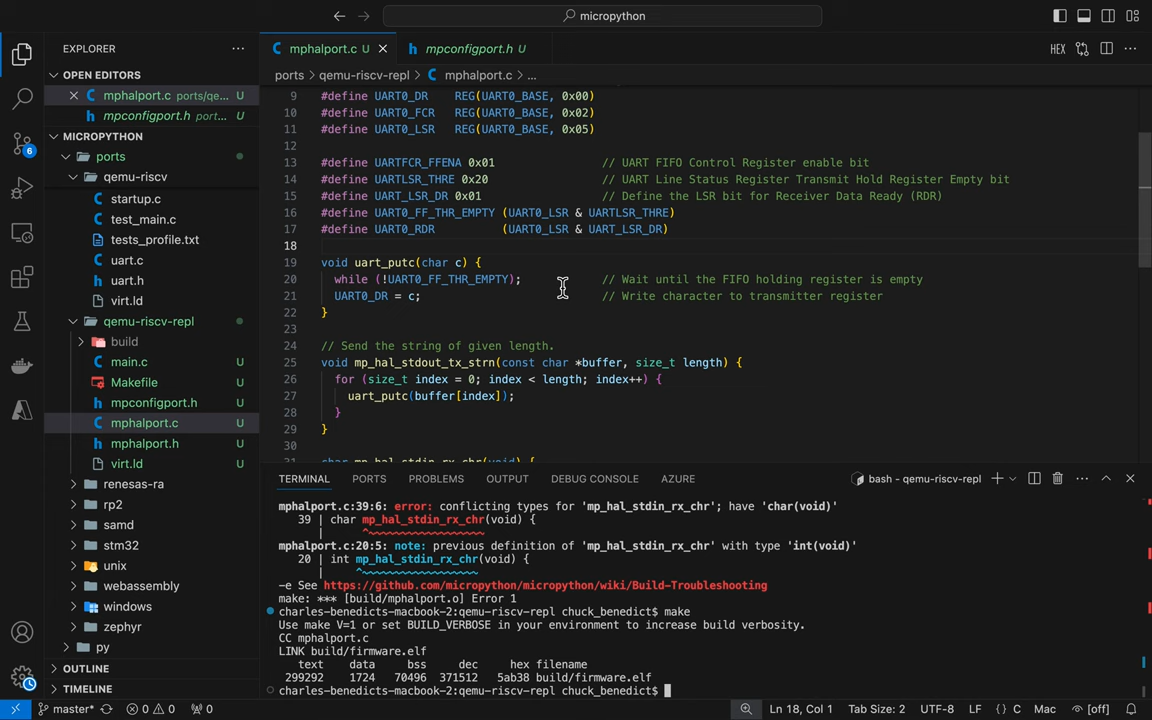 micropython
EXPLORER
OPEN EDITORS
mphalport.c ports/qe... U
mpconfigport.h port... U
MICROPYTHON
ports
qemu-riscv
startup.c
test_main.c
tests_profile.txt
uart.c
uart.h
virt.ld
qemu-riscv-repl
build
main.c U
Makefile U
mpconfigport.h U
mphalport.c U
mphalport.h U
virt.ld U
renesas-ra
rp2
samd
stm32
unix
webassembly
windows
zephyr
py
OUTLINE
TIMELINE
6
mphalport.c U
mpconfigport.h U
HEX
ports > qemu-riscv-repl > mphalport.c > ...
9 #define UART0_DR REG(UART0_BASE, 0x00)
10 #define UART0_FCR REG(UART0_BASE, 0x02)
11 #define UART0_LSR REG(UART0_BASE, 0x05)
12
13 #define UARTFCR_FFENA 0x01 // UART FIFO Control Register enable bit
14 #define UARTLSR_THRE 0x20 // UART Line Status Register Transmit Hold Register Empty bit
15 #define UART_LSR_DR 0x01 // Define the LSR bit for Receiver Data Ready (RDR)
16 #define UART0_FF_THR_EMPTY (UART0_LSR & UARTLSR_THRE)
17 #define UART0_RDR (UART0_LSR & UART_LSR_DR)
18
19 void uart_putc(char c) {
20 while (!UART0_FF_THR_EMPTY); // Wait until the FIFO holding register is empty
21 UART0_DR = c; // Write character to transmitter register
22 }
23
24 // Send the string of given length.
25 void mp_hal_stdout_tx_strn(const char *buffer, size_t length) {
26 for (size_t index = 0; index < length; index++) {
27 uart_putc(buffer[index]);
28 }
29 }
30
31 char mp_hal_stdin_rx_chr(void) {
TERMINAL PORTS PROBLEMS OUTPUT DEBUG CONSOLE AZURE
bash - qemu-riscv-repl
mphalport.c:39:6: error: conflicting types for 'mp_hal_stdin_rx_chr'; have 'char(void)'
39 | char mp_hal_stdin_rx_chr(void) {
| ^~~~~~~~~~~~~~~~~~~
mphalport.c:20:5: note: previous definition of 'mp_hal_stdin_rx_chr' with type 'int(void)'
20 | int mp_hal_stdin_rx_chr(void) {
| ^~~~~~~~~~~~~~~~~~~
-e See https://github.com/micropython/micropython/wiki/Build-Troubleshooting
make: *** [build/mphalport.o] Error 1
charles-benedicts-macbook-2:qemu-riscv-repl chuck_benedict$ make
Use make V=1 or set BUILD_VERBOSE in your environment to increase build verbosity.
CC mphalport.c
LINK build/firmware.elf
text data bss dec hex filename
299292 1724 70496 371512 5ab38 build/firmware.elf
charles-benedicts-macbook-2:qemu-riscv-repl chuck_benedict$
master* 0 0 0
Ln 18, Col 1 Tab Size: 2 UTF-8 LF {} C Mac [off]